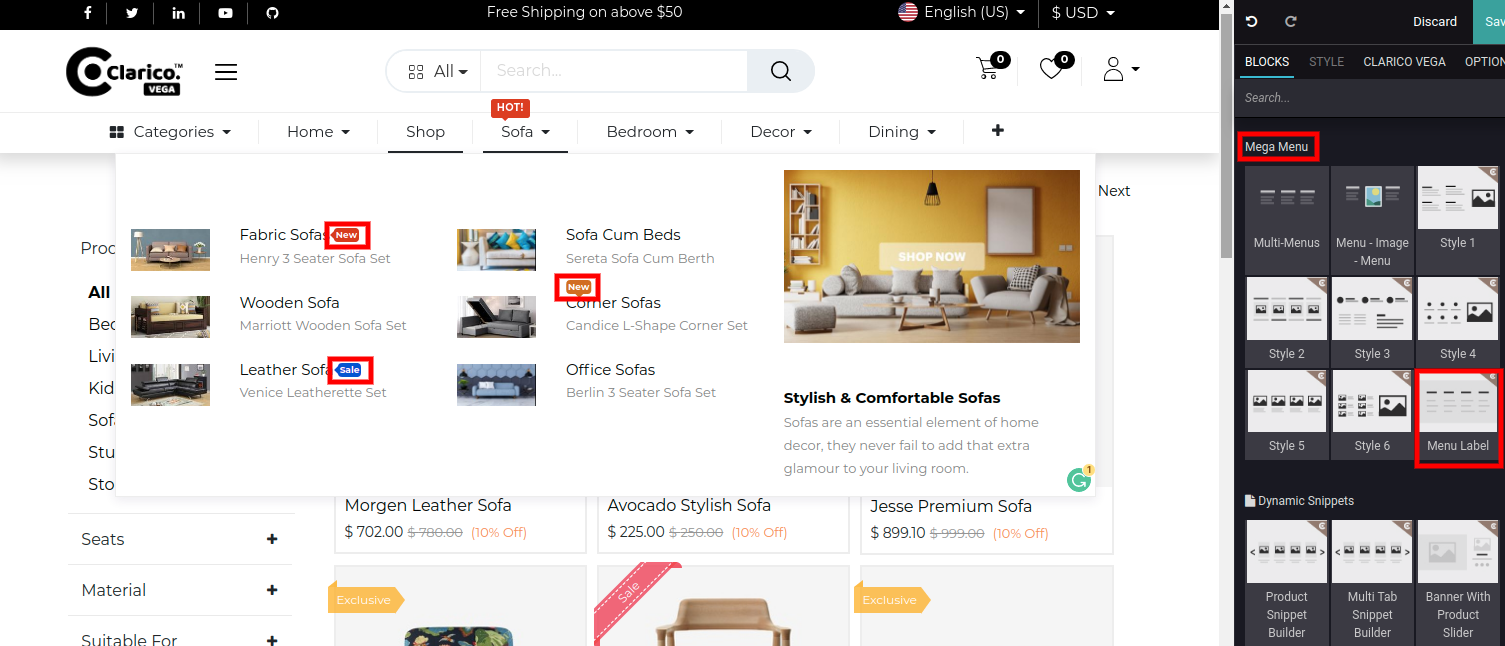 Free Shipping on above $50
English (US)
$ USD
Discard
Sav
Clarico.™
VEGA
All
Search...
0
0
BLOCKS STYLE CLARICO VEGA OPTION
Search...
HOT!
Categories Home Shop Sofa Bedroom Decor Dining
Mega Menu
Next
Multi-Menus
Menu - Image - Menu
Style 1
Style 2
Style 3
Style 4
Style 5
Style 6
Menu Label
Fabric Sofas New
Henry 3 Seater Sofa Set
Wooden Sofa
Marriott Wooden Sofa Set
Leather Sofa Sale
Venice Leatherette Set
Sofa Cum Beds
Sereta Sofa Cum Berth
New
Corner Sofas
Candice L-Shape Corner Set
Office Sofas
Berlin 3 Seater Sofa Set
SHOP NOW
Stylish & Comfortable Sofas
Sofas are an essential element of home
decor, they never fail to add that extra
glamour to your living room.
1
Proc
All
Bec
Livi
Kid
Sof
Stu
Sto
Seats
Material
Suitable For
Morgen Leather Sofa
$ 702.00 $ 780.00 (10% Off)
Avocado Stylish Sofa
$ 225.00 $ 250.00 (10% Off)
Jesse Premium Sofa
$ 899.10 $ 999.00 (10% Off)
Exclusive
Sale
Exclusive
Dynamic Snippets
Product
Snippet
Builder
Multi Tab
Snippet
Builder
Banner With
Product
Slider